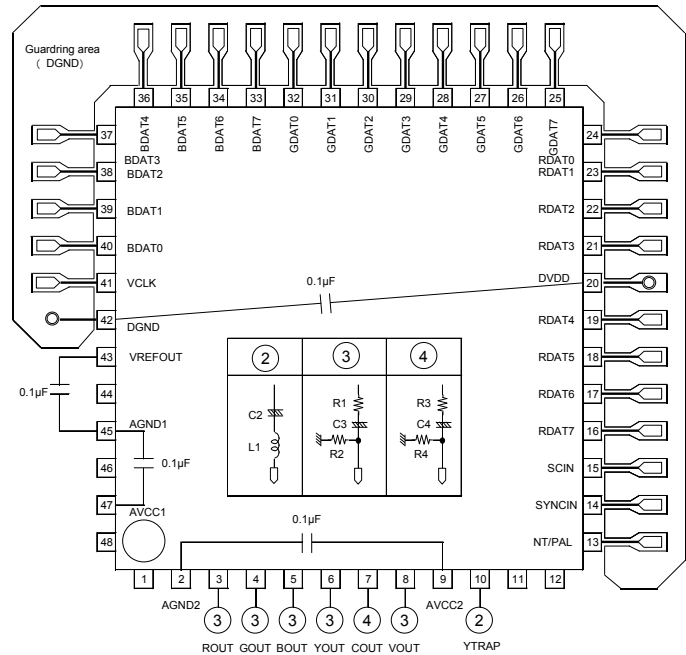 Guardring area
( DGND)
36 35 34 33 32 31 30 29 28 27 26 25
BDAT4 BDAT5 BDAT6 BDAT7 GDAT0 GDAT1 GDAT2 GDAT3 GDAT4 GDAT5 GDAT6 GDAT7
37
BDAT3
38
BDAT2
39
BDAT1
40
BDAT0
41
VCLK
42
DGND
43
VREFOUT
44
45
AGND1
46
47
AVCC1
48
24
RDAT0
RDAT1
23
RDAT2
22
RDAT3
21
DVDD
20
RDAT4
19
RDAT5
18
RDAT6
17
RDAT7
16
SCIN
15
SYNCIN
14
NT/PAL
13
0.1µF
0.1µF
0.1µF
0.1µF
2 3 4
C2
L1
R1
C3
R2
R3
C4
R4
1 2 3 4 5 6 7 8 9 10 11 12
AGND2 AVCC2
3 3 3 3 4 3 2
ROUT GOUT BOUT YOUT COUT VOUT YTRAP